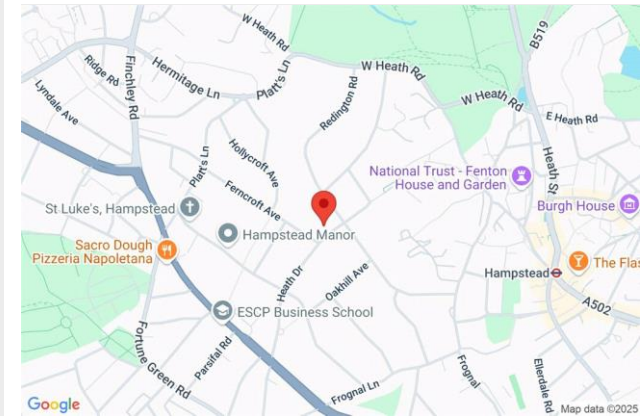 W Heath Rd
B519
Ridge Rd
Finchley Rd
Hermitage Ln
Platt's Ln
W Heath Rd
Lyndale Ave
Redington Rd
W Heath Rd
E Heath Rd
Hollycroft Ave
Platt's Ln
National Trust - Fenton
House and Garden
Heath St
Ferncroft Ave
St Luke's, Hampstead
Burgh House
Hampstead Manor
Sacro Dough
Pizzeria Napoletana
The Flas
Hampstead
Heath Dr
Oakhill Ave
ESCP Business School
A502
Fortune Green Rd
Parsifal Rd
Frognal
Ellerdale Rd
Frognal Ln
Google
Map data ©2025